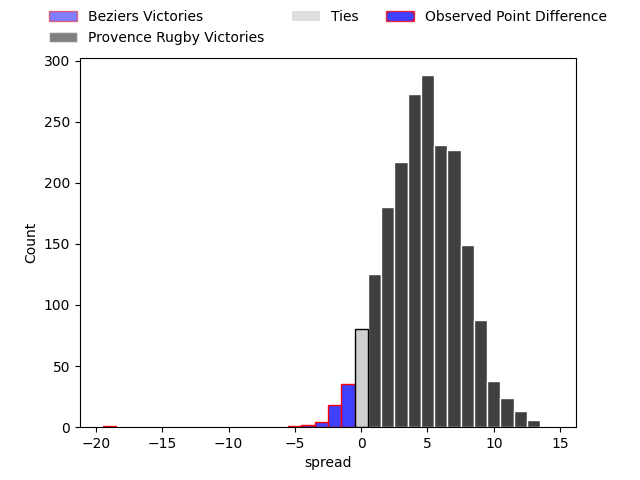 Beziers Victories
Provence Rugby Victories
Ties
Observed Point Difference
300
250
200
150
100
50
0
Count
−20
−15
−10
−5
0
5
10
15
spread